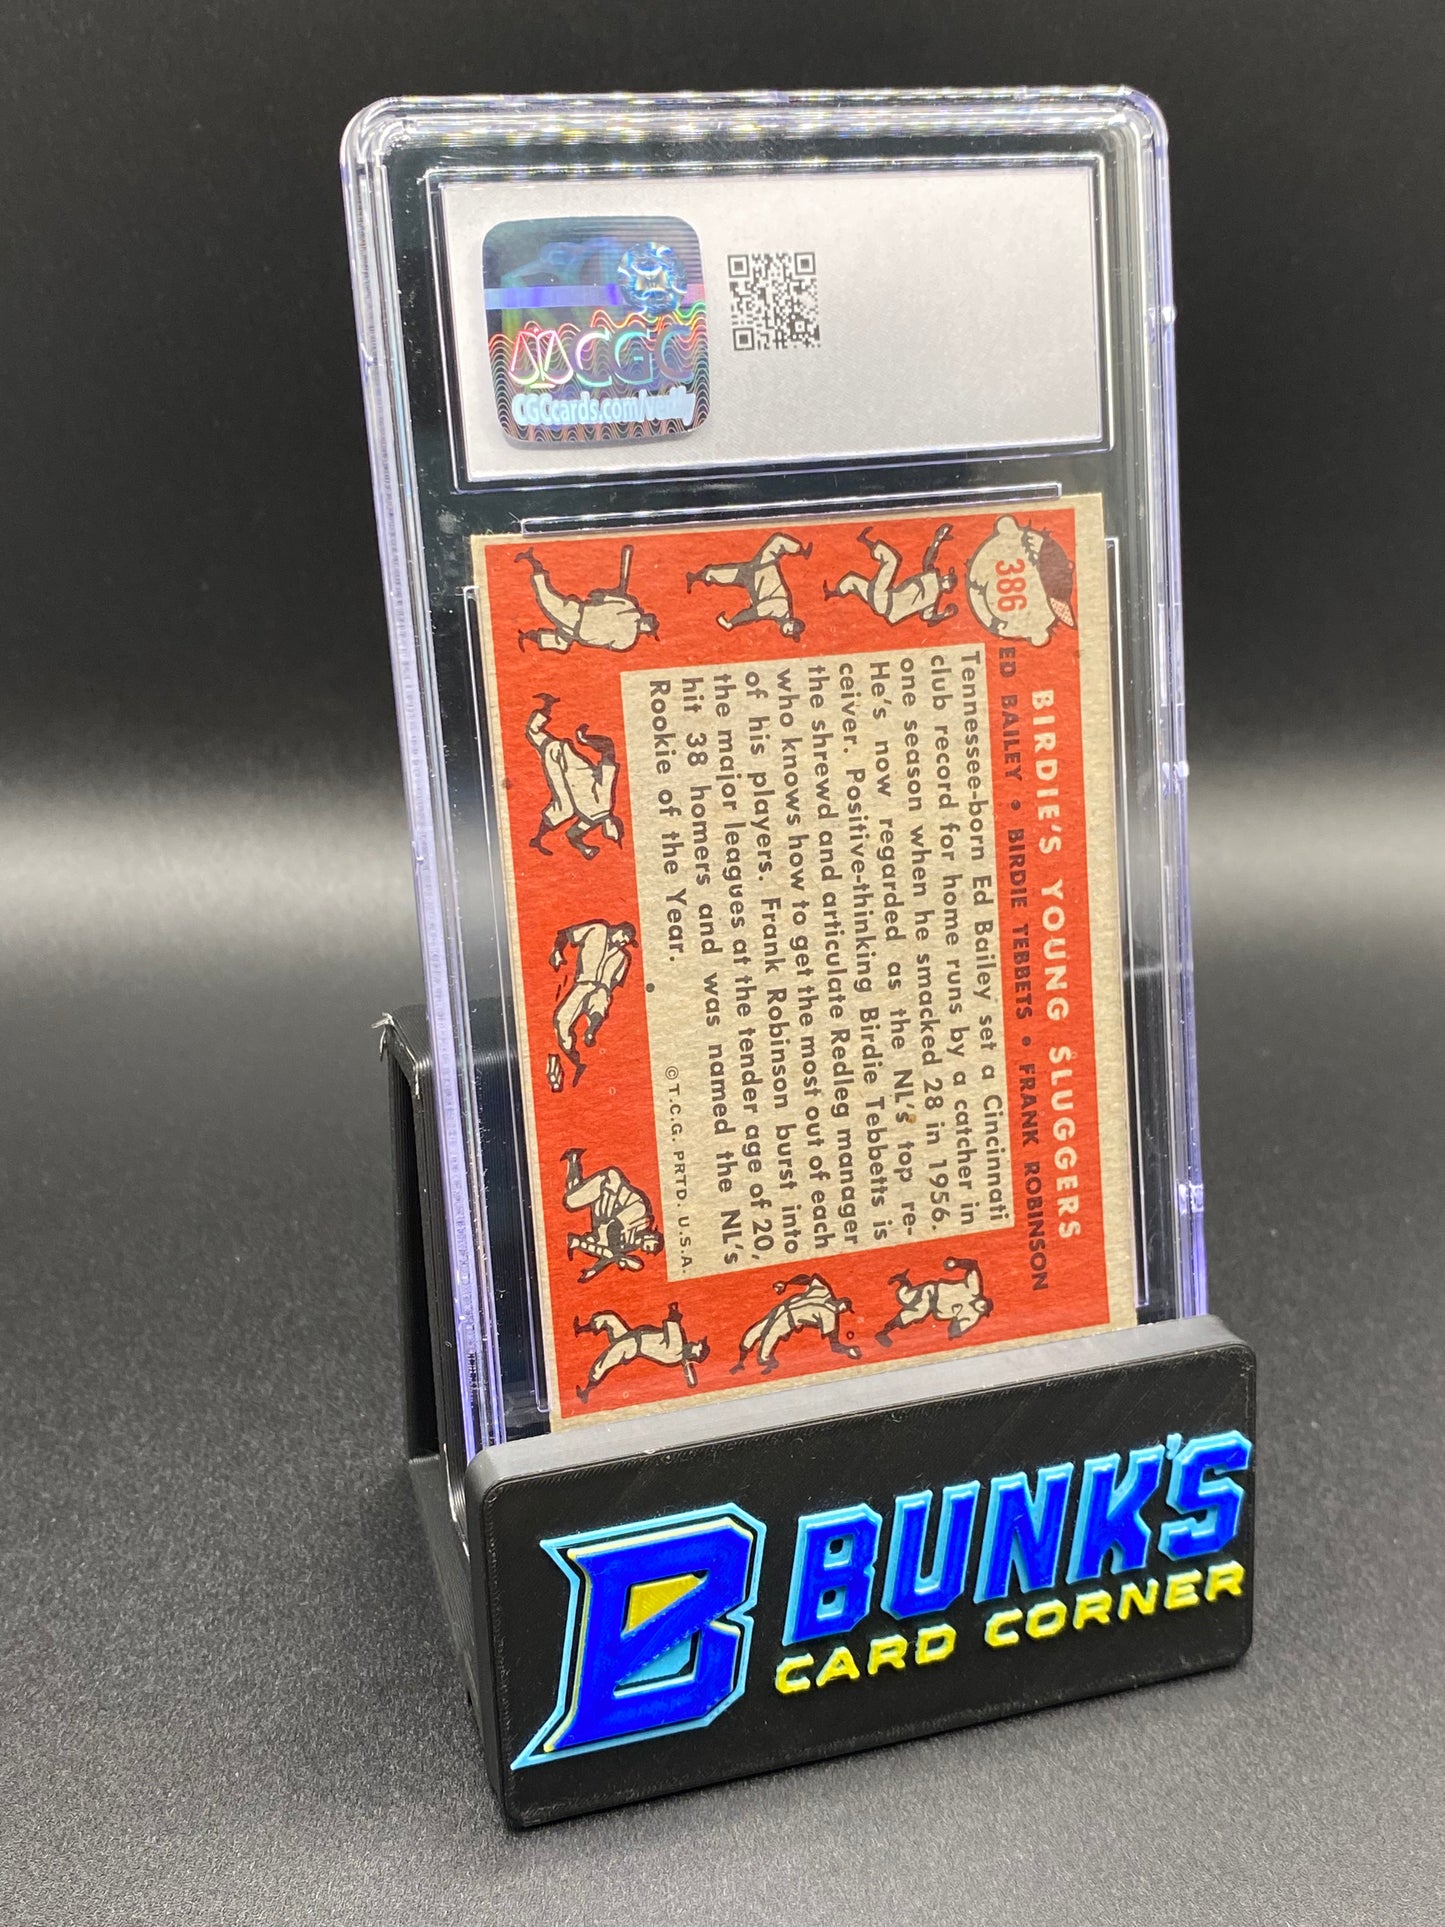 CGC
CGCcards.com/verify
386
BIRDIE'S YOUNG SLUGGERS
ED BAILEY • BIRDIE TEBBETS • FRANK ROBINSON
Tennessee-born Ed Bailey set a Cincinnati
club record for home runs by a catcher in
one season when he smacked 28 in 1956.
He's now regarded as the NL's top re-
ceiver. Positive-thinking Birdie Tebbetts is
the shrewd and articulate Redleg manager
who knows how to get the most out of each
of his players. Frank Robinson burst into
the major leagues at the tender age of 20,
hit 38 homers and was named the NL's
Rookie of the Year.
© T.C.G. PRTD. U.S.A.
B BUNK'S
CARD CORNER